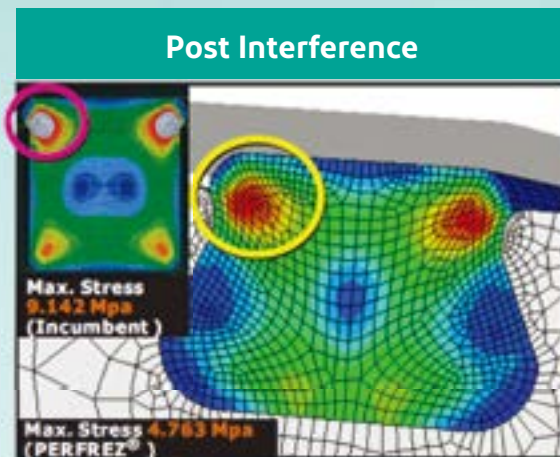 Post Interference
Max. Stress
9.142 Mpa
(Incumbent )
Max. Stress 4.763 Mpa
(PERFREZ® )